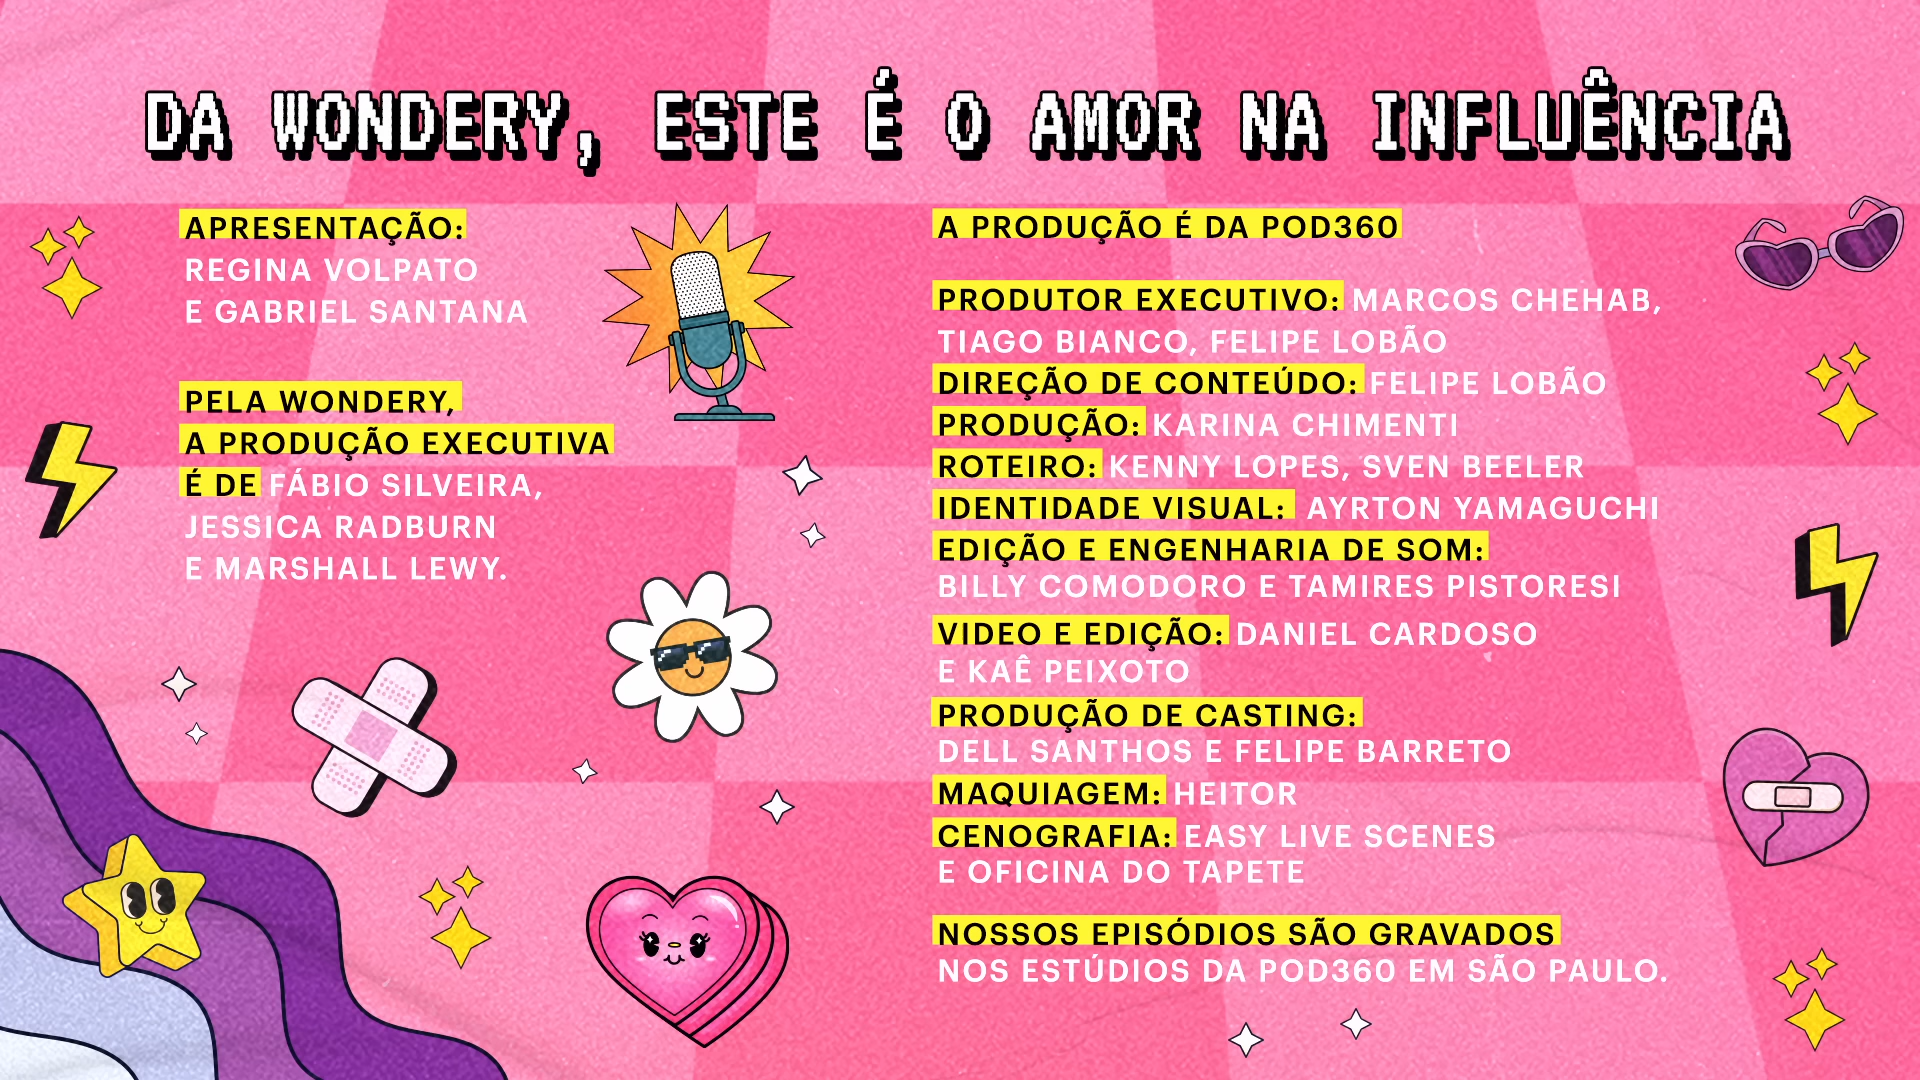 DA WONDERY, ESTE É O AMOR NA INFLUÊNCIA
APRESENTAÇÃO:
REGINA VOLPATO
E GABRIEL SANTANA
PELA WONDERY,
A PRODUÇÃO EXECUTIVA
É DE FÁBIO SILVEIRA,
JESSICA RADBURN
E MARSHALL LEWY.
A PRODUÇÃO É DA POD360
PRODUTOR EXECUTIVO: MARCOS CHEHAB,
TIAGO BIANCO, FELIPE LOBÃO
DIREÇÃO DE CONTEÚDO: FELIPE LOBÃO
PRODUÇÃO: KARINA CHIMENTI
ROTEIRO: KENNY LOPES, SVEN BEELER
IDENTIDADE VISUAL: AYRTON YAMAGUCHI
EDIÇÃO E ENGENHARIA DE SOM:
BILLY COMODORO E TAMIRES PISTORESI
VIDEO E EDIÇÃO: DANIEL CARDOSO
E KAÊ PEIXOTO
PRODUÇÃO DE CASTING:
DELL SANTHOS E FELIPE BARRETO
MAQUIAGEM: HEITOR
CENOGRAFIA: EASY LIVE SCENES
E OFICINA DO TAPETE
NOSSOS EPISÓDIOS SÃO GRAVADOS
NOS ESTÚDIOS DA POD360 EM SÃO PAULO.